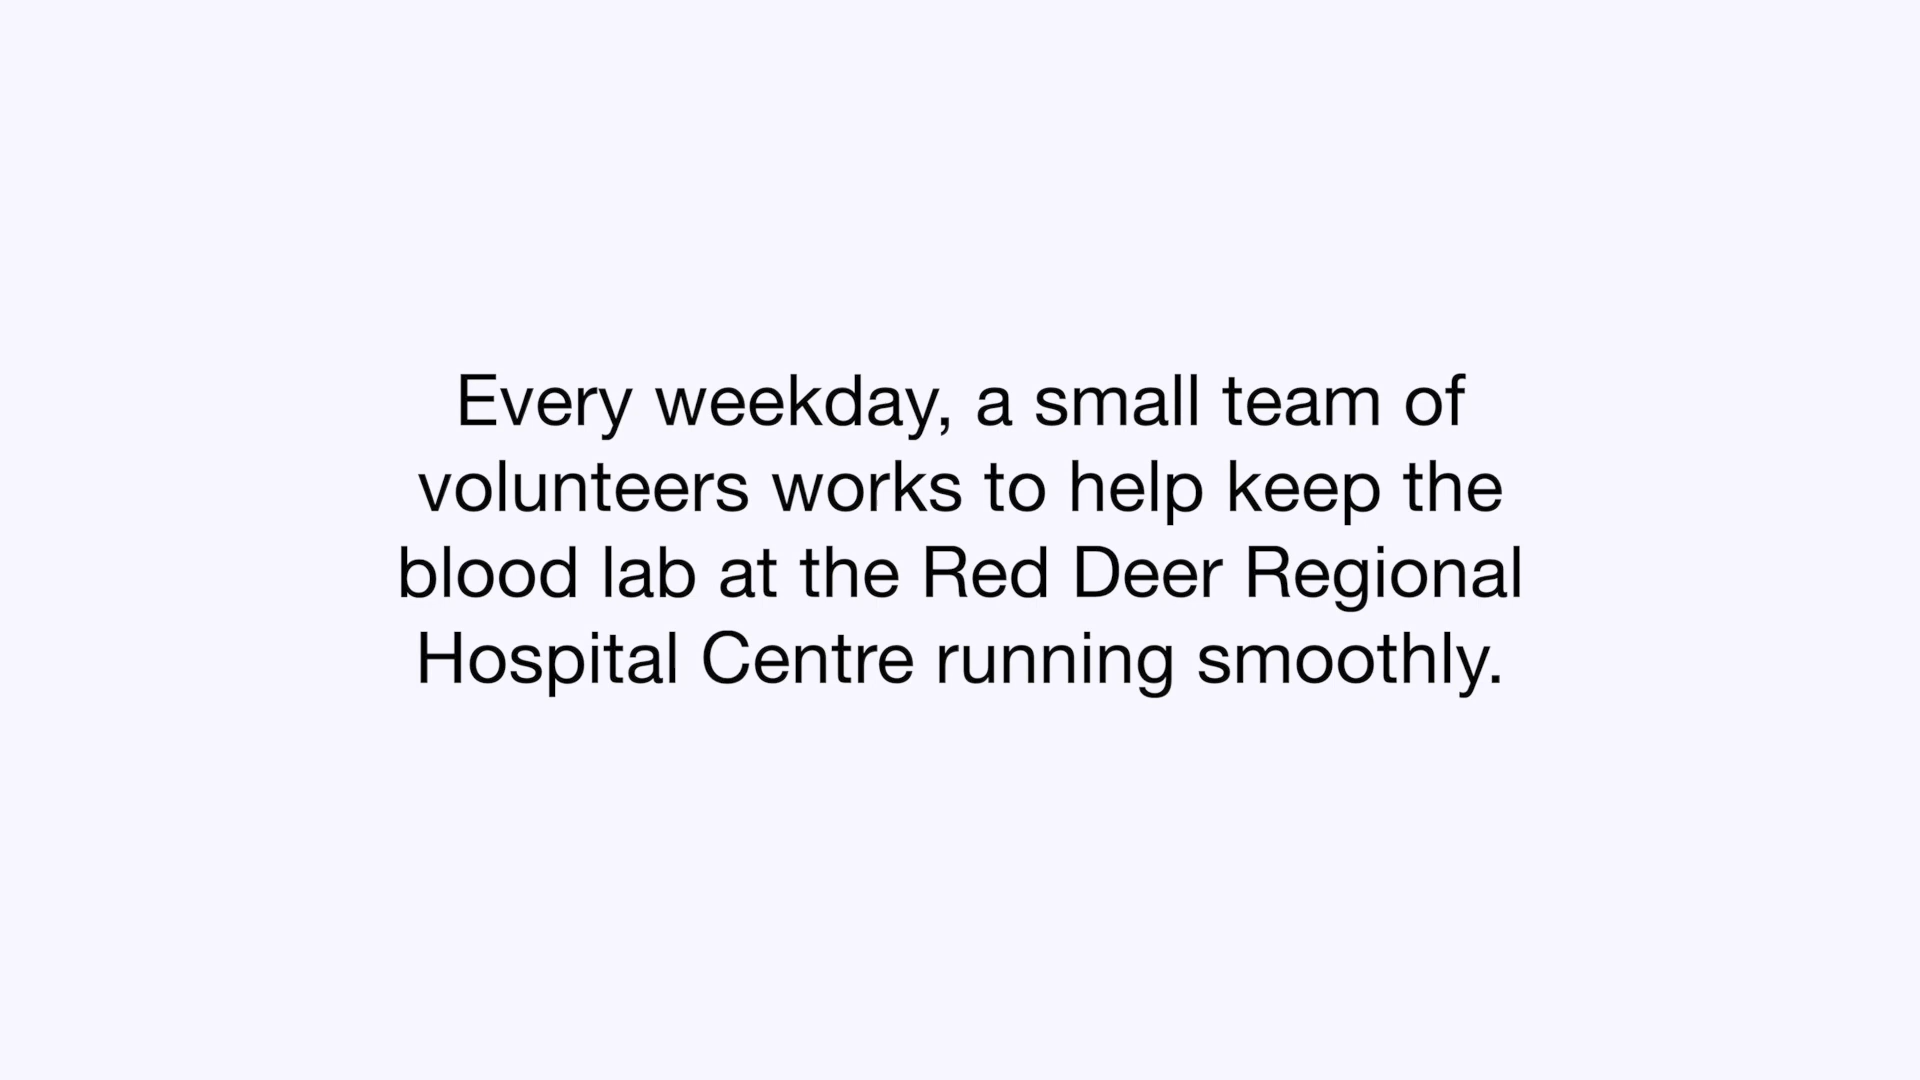 Every weekday, a small team of
volunteers works to help keep the
blood lab at the Red Deer Regional
Hospital Centre running smoothly.